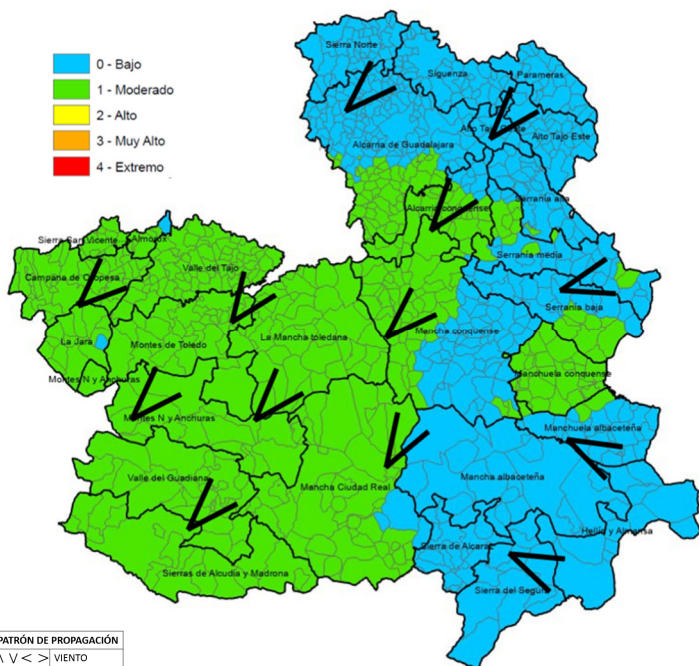 0 - Bajo
1 - Moderado
2 - Alto
3 - Muy Alto
4 - Extremo
Sierra Norte
Sigüenza
Parameras
Alto Tajo
Alto Tajo Este
Alcarria de Guadalajara
Alcarria conquense
Serranía alta
Serranía media
Serranía baja
Sierra San Vicente
Almorox
Valle del Tajo
Campana de Oropesa
La Jara
Montes de Toledo
La Mancha toledana
Mancha conquense
Manchuela conquense
Montes N y Anchuras
Montes N y Anchuras
Manchuela albaceteña
Valle del Guadiana
Mancha Ciudad Real
Mancha albaceteña
Hellín y Almansa
Sierra de Alcaraz
Sierras de Alcudia y Madrona
Sierra del Segura
PATRÓN DE PROPAGACIÓN
\ V < > VIENTO